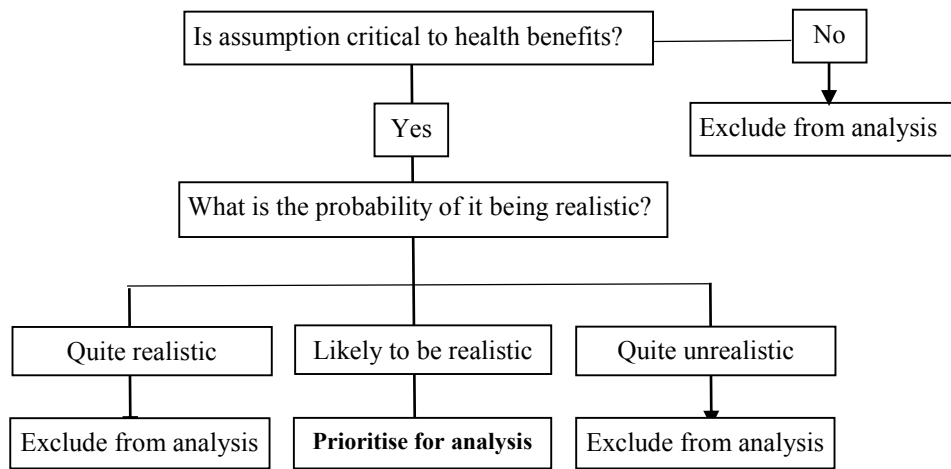 Is assumption critical to health benefits?
No
Yes
Exclude from analysis
What is the probability of it being realistic?
Quite realistic
Likely to be realistic
Quite unrealistic
Exclude from analysis
Prioritise for analysis
Exclude from analysis